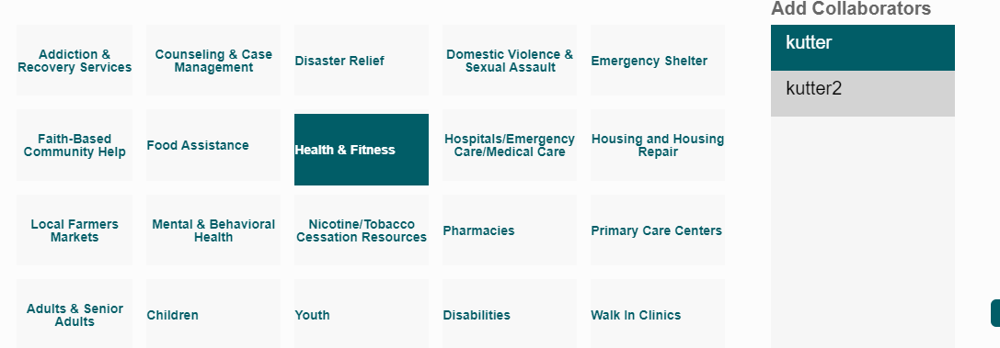 Add Collaborators
Addiction &
Recovery Services
Counseling & Case
Management
Disaster Relief
Domestic Violence &
Sexual Assault
Emergency Shelter
kutter
kutter2
Faith-Based
Community Help
Food Assistance
Health & Fitness
Hospitals/Emergency
Care/Medical Care
Housing and Housing
Repair
Local Farmers
Markets
Mental & Behavioral
Health
Nicotine/Tobacco
Cessation Resources
Pharmacies
Primary Care Centers
Adults & Senior
Adults
Children
Youth
Disabilities
Walk In Clinics